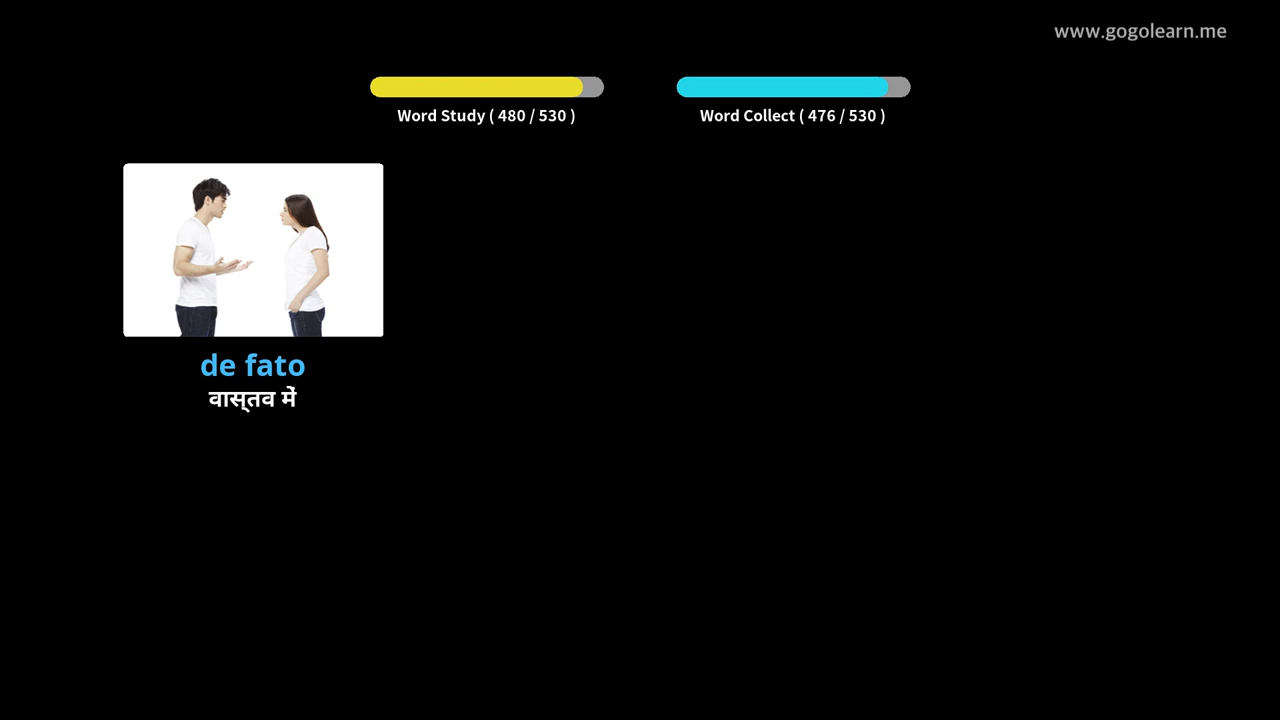 www.gogolearn.me
Word Study ( 480 / 530 )
Word Collect ( 476 / 530 )
de fato
वास्तव में